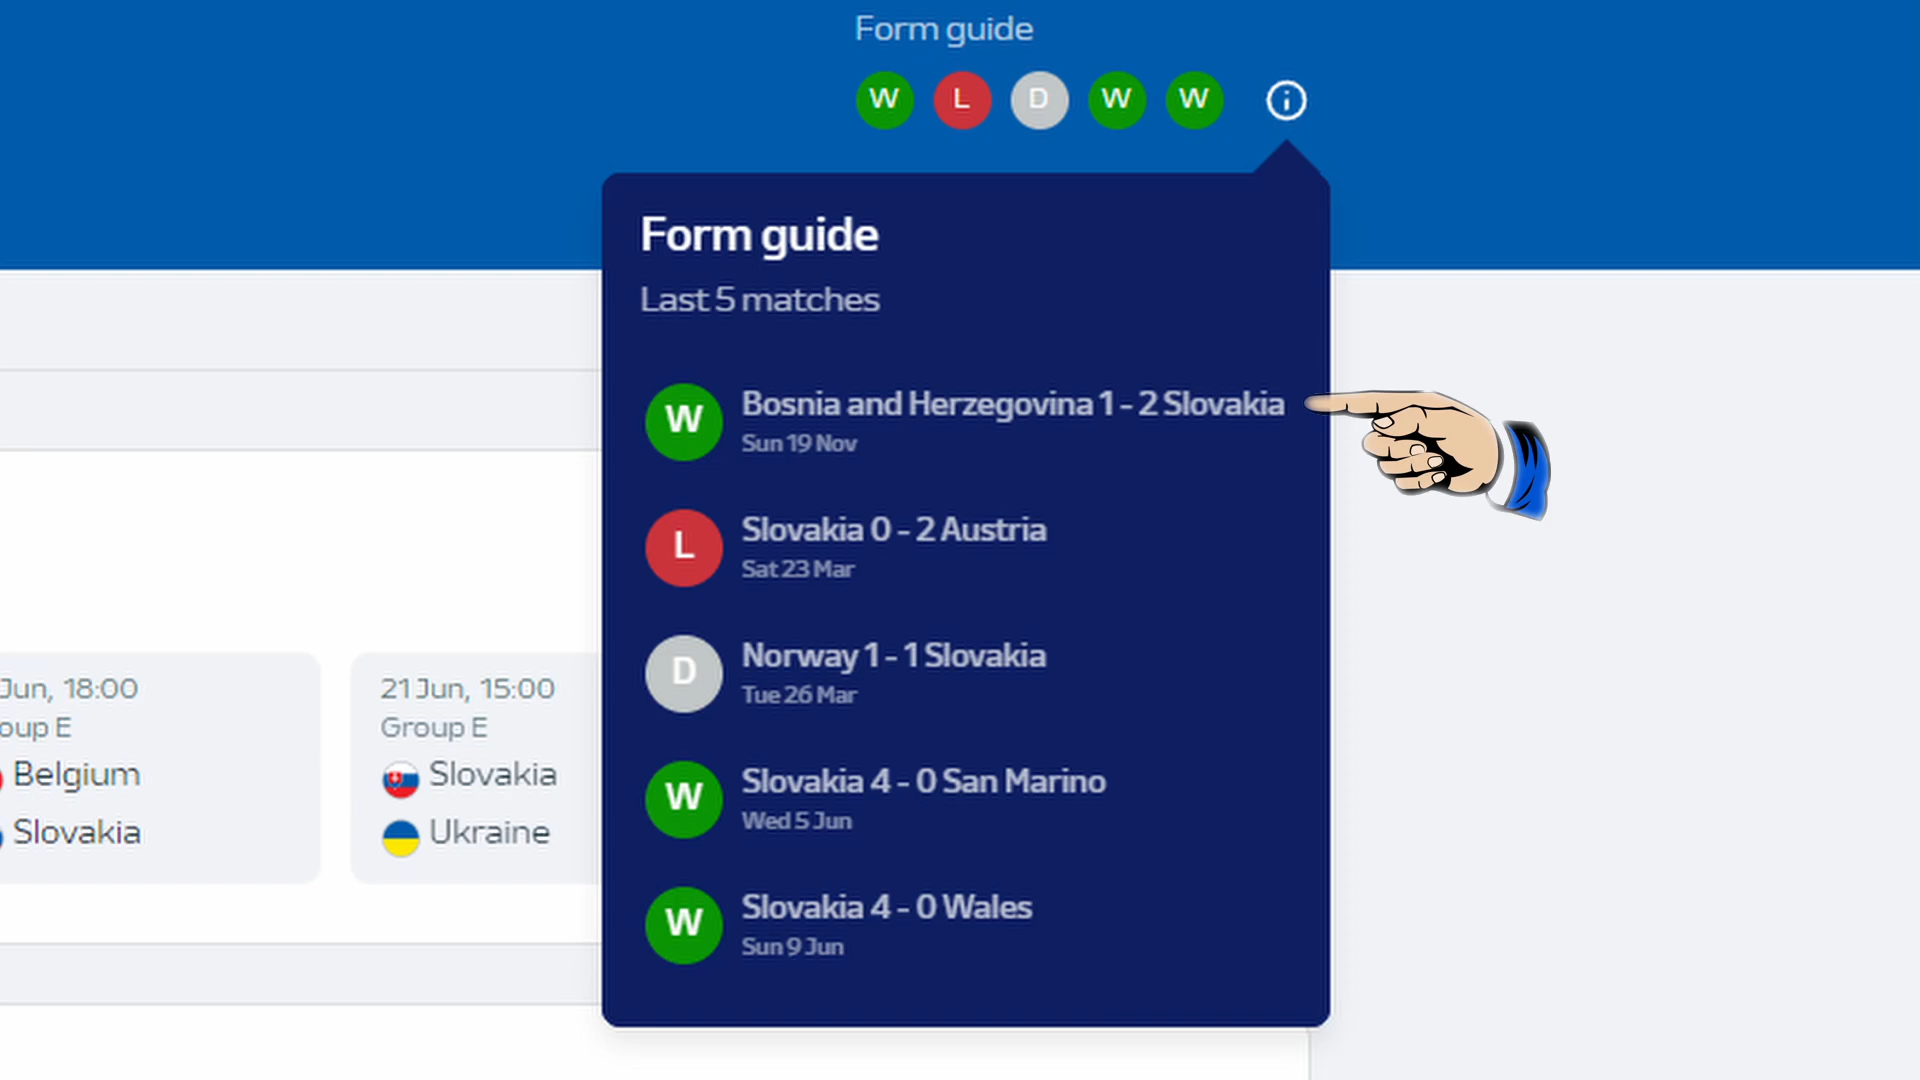 Form guide
W L D W W
Form guide
Last 5 matches
W
Bosnia and Herzegovina 1 - 2 Slovakia
Sun 19 Nov
L
Slovakia 0 - 2 Austria
Sat 23 Mar
D
Norway 1 - 1 Slovakia
Tue 26 Mar
W
Slovakia 4 - 0 San Marino
Wed 5 Jun
W
Slovakia 4 - 0 Wales
Sun 9 Jun
Jun, 18:00
oup E
Belgium
Slovakia
21 Jun, 15:00
Group E
Slovakia
Ukraine